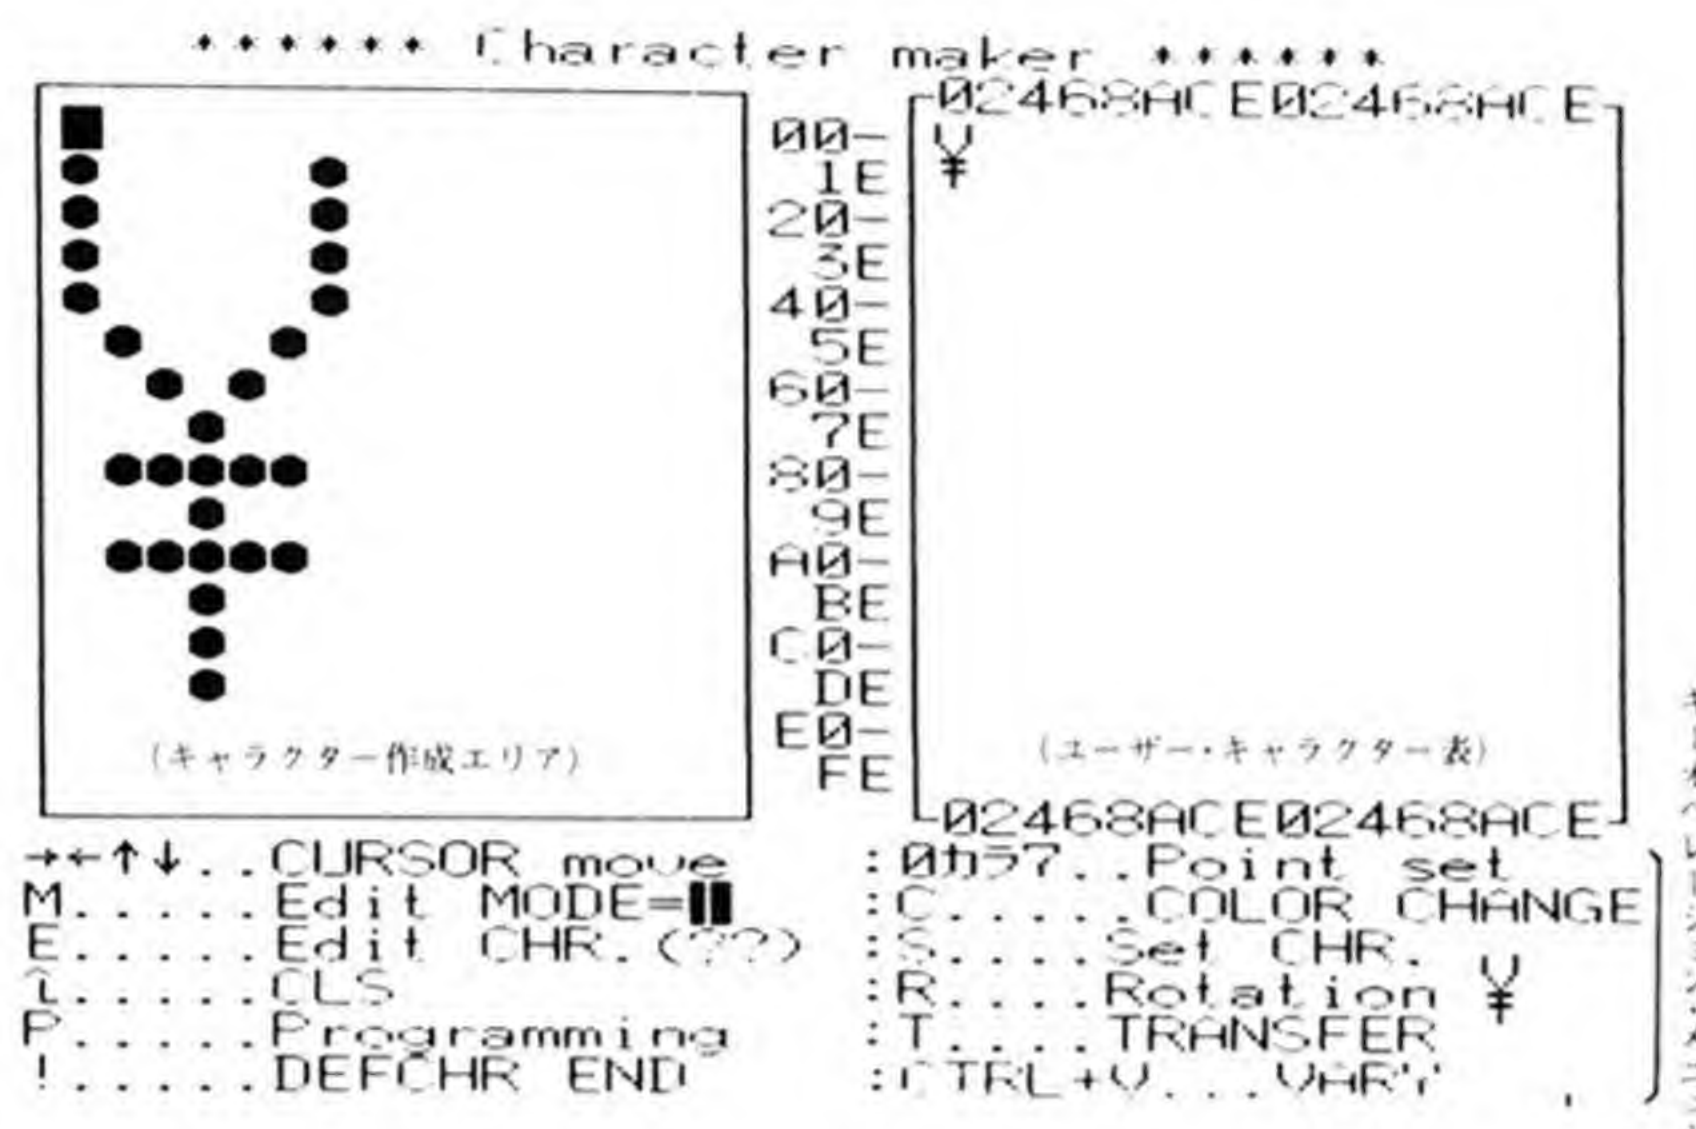 ****** Character maker ******
02468ACE02468ACE
00-
¥
1E
20-
3E
40-
5E
60-
7E
80-
9E
A0-
BE
C0-
DE
E0-
FE
(キャラクター作成エリア)
(ユーザー・キャラクター表)
02468ACE02468ACE
→←↑↓..CURSOR move :0カラ7..Point set
M.....Edit MODE= :C.....COLOR CHANGE
E.....Edit CHR.(??) :S....Set CHR.
.....CLS :R....Rotation ¥
P.....Programming :T....TRANSFER
!.....DEFCHR END :CTRL+V...VARY